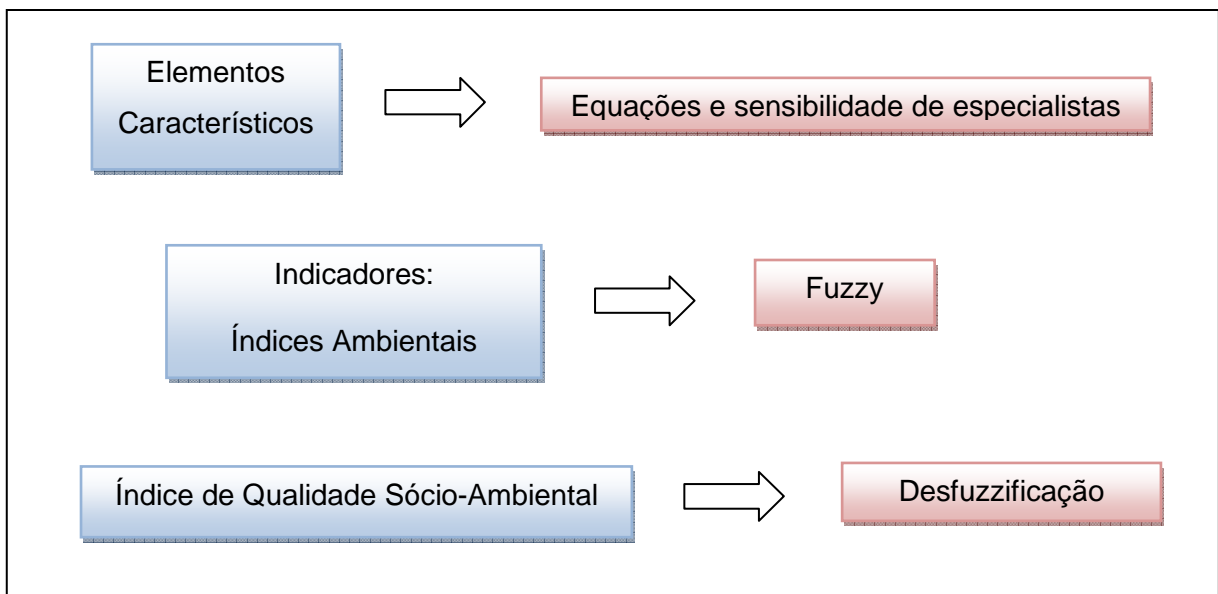 Elementos
Característicos
Equações e sensibilidade de especialistas
Indicadores:
Índices Ambientais
Fuzzy
Índice de Qualidade Sócio-Ambiental
Desfuzzificação